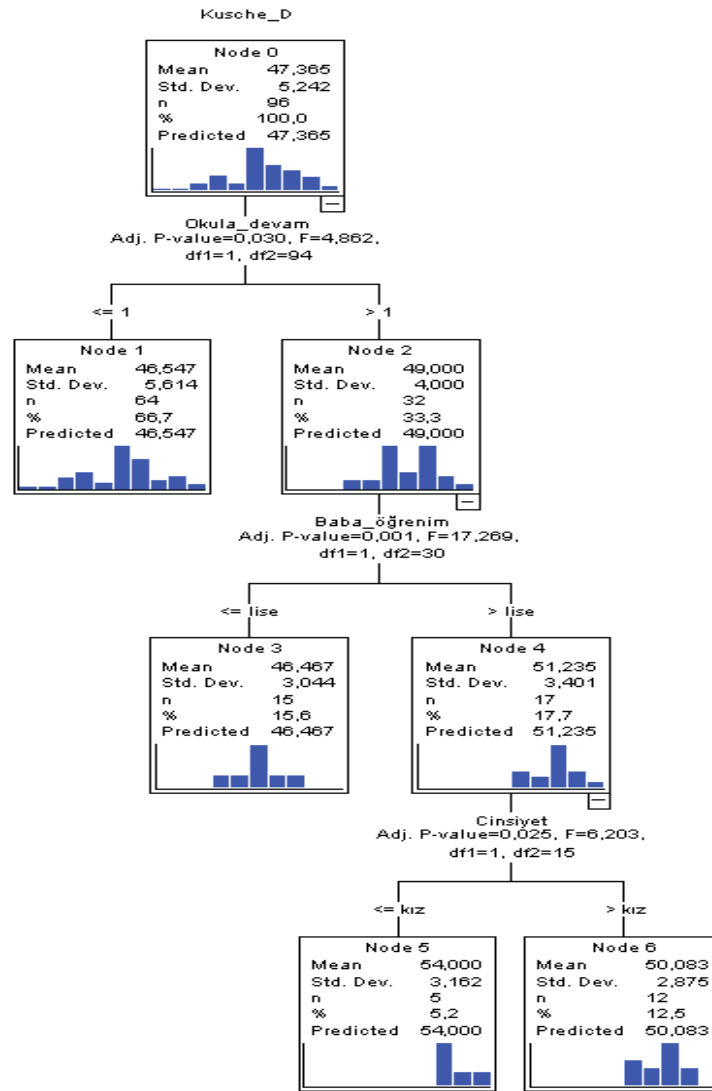 Kusche_D
Node 0
Mean 47,365
Std. Dev. 5,242
n 96
% 100,0
Predicted 47,365
Okula_devam
Adj. P-value=0,030, F=4,862,
df1=1, df2=94
<= 1
> 1
Node 1
Mean 46,547
Std. Dev. 5,614
n 64
% 66,7
Predicted 46,547
Node 2
Mean 49,000
Std. Dev. 4,000
n 32
% 33,3
Predicted 49,000
Baba_öğrenim
Adj. P-value=0,001, F=17,269,
df1=1, df2=30
<= lise
> lise
Node 3
Mean 46,467
Std. Dev. 3,044
n 15
% 15,6
Predicted 46,467
Node 4
Mean 51,235
Std. Dev. 3,401
n 17
% 17,7
Predicted 51,235
Cinsiyet
Adj. P-value=0,025, F=6,203,
df1=1, df2=15
<= kız
> kız
Node 5
Mean 54,000
Std. Dev. 3,162
n 5
% 5,2
Predicted 54,000
Node 6
Mean 50,083
Std. Dev. 2,875
n 12
% 12,5
Predicted 50,083